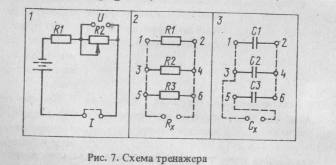 1
U
R1
R2
I
2
1 R1 2
3 R2 4
5 R3 6
Rx
3
1 C1 2
3 C2 4
5 C3 6
Cx
Рис. 7. Схема тренажера